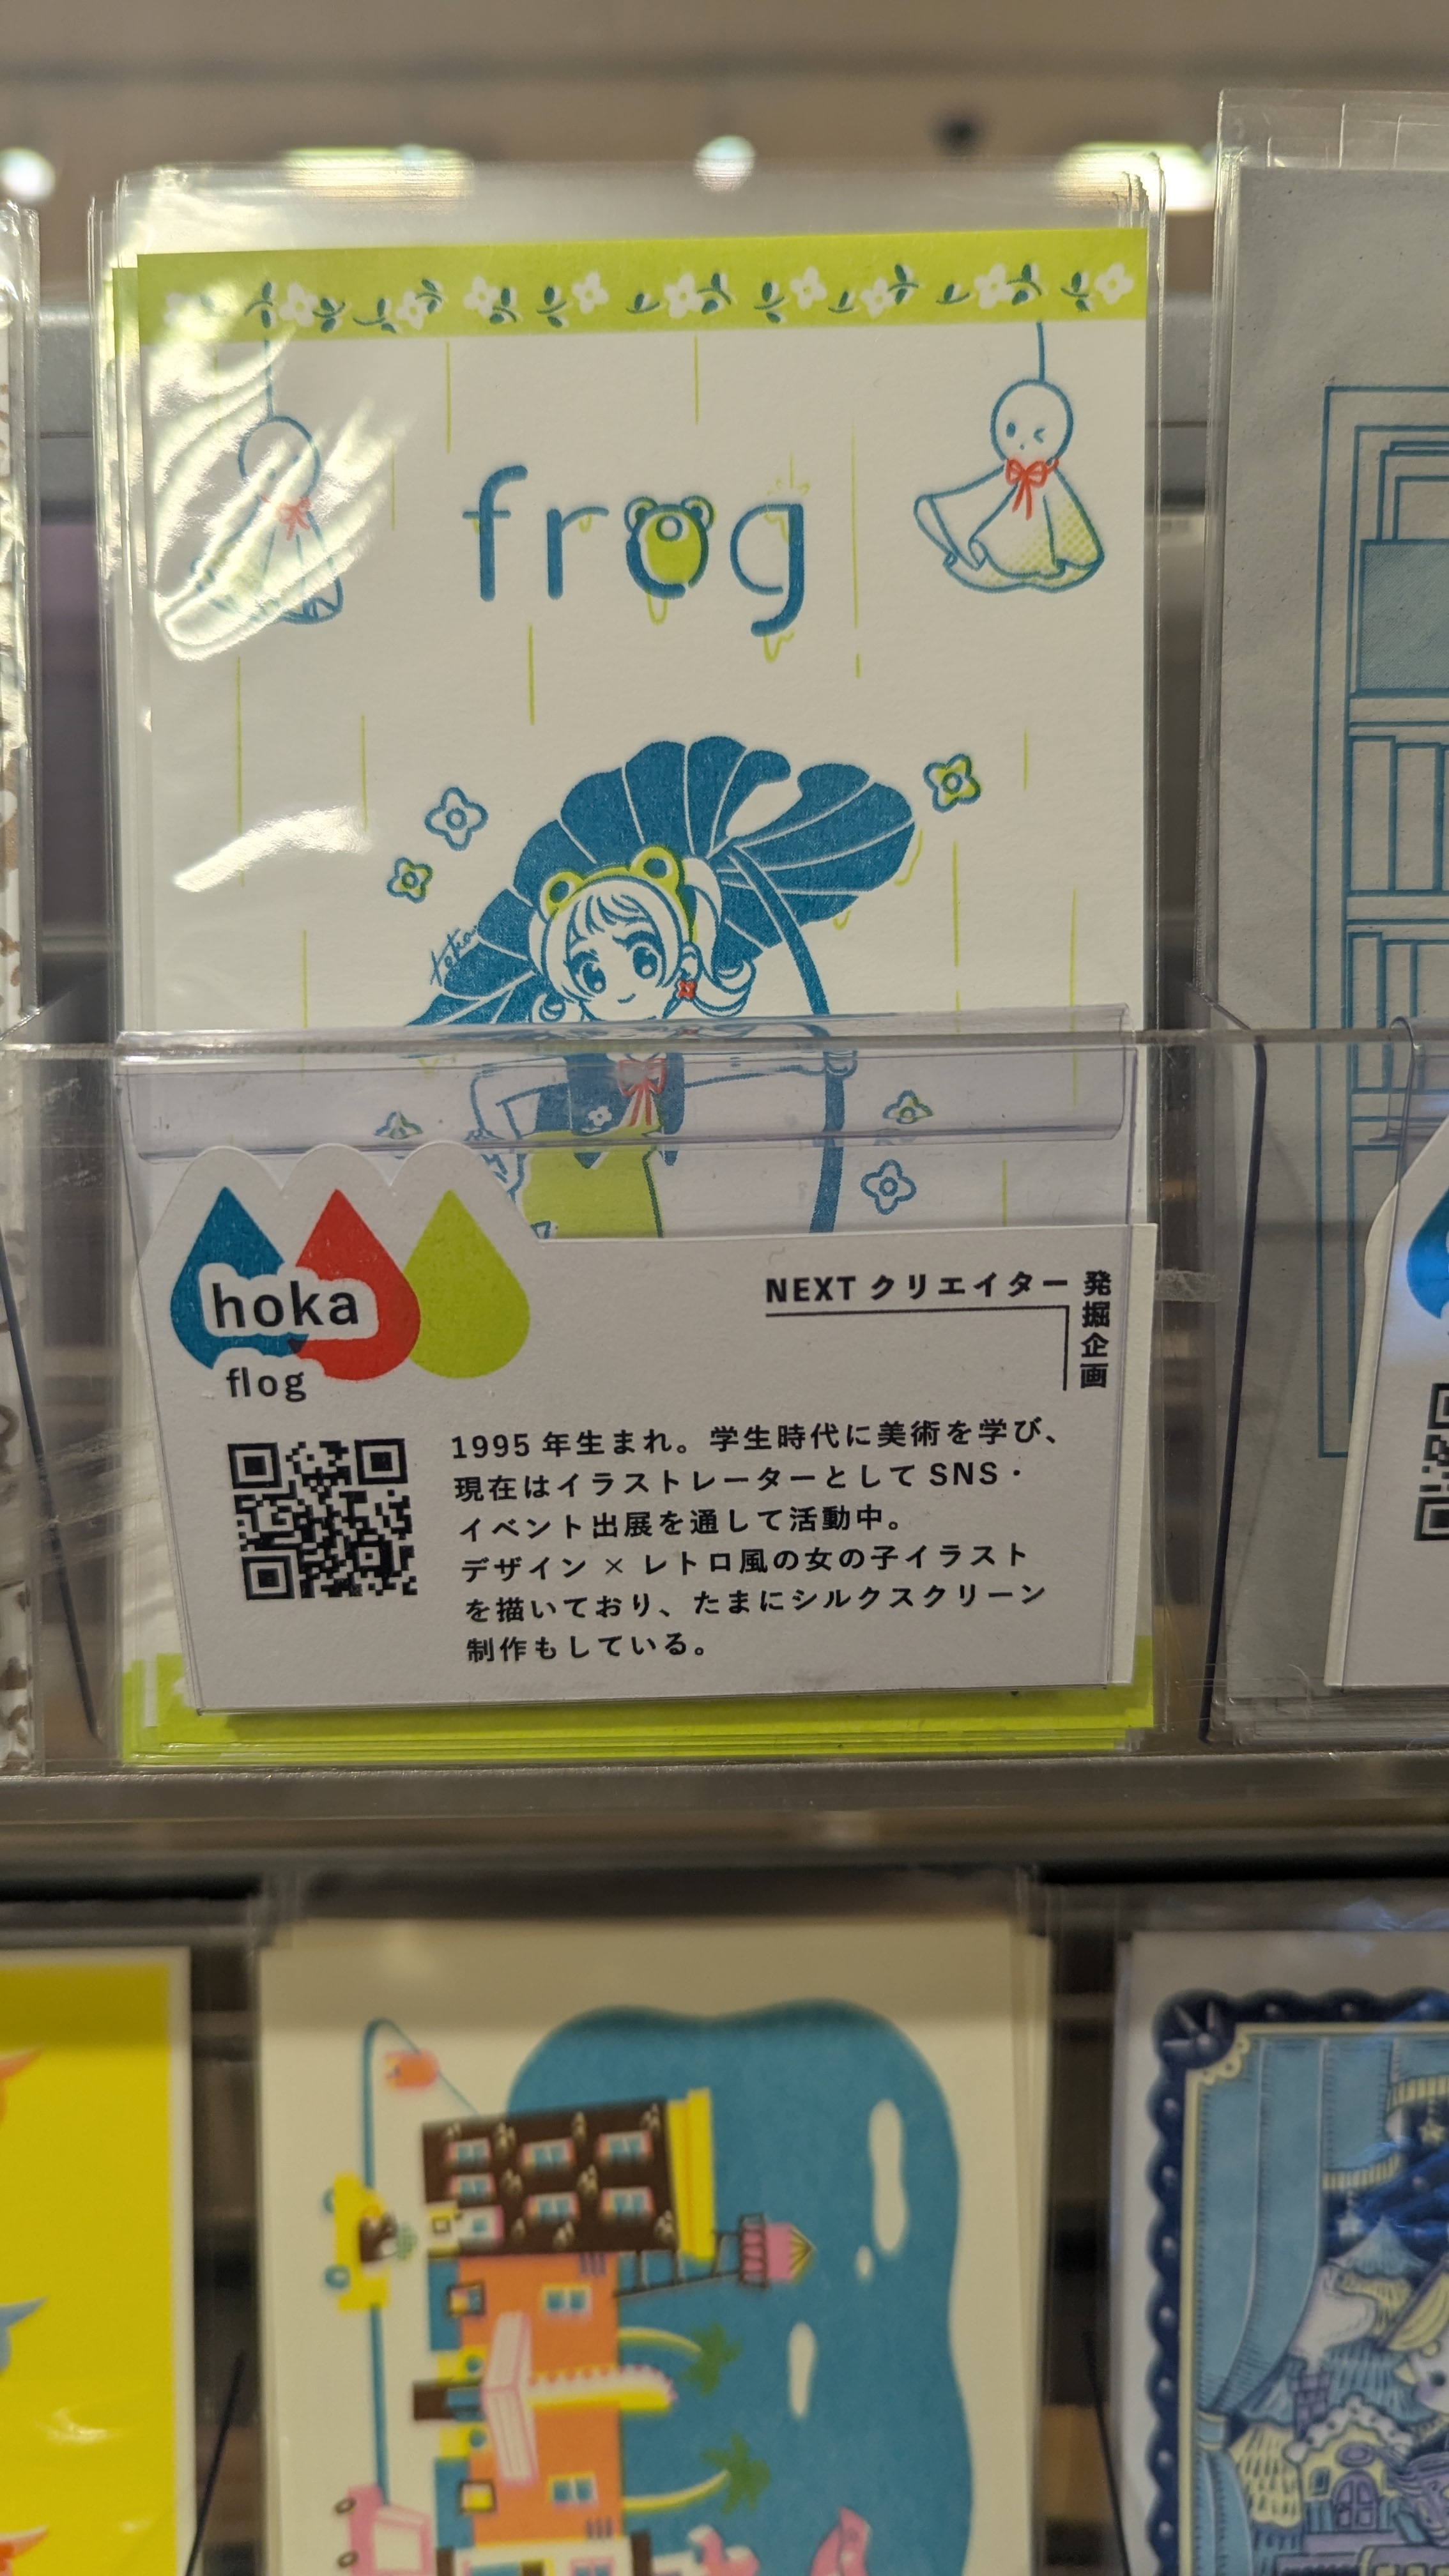 frog
hoka
flog
NEXT クリエイター発掘企画
1995 年生まれ。学生時代に美術を学び、
現在はイラストレーターとして SNS・
イベント出展を通して活動中。
デザイン × レトロ風の女の子イラスト
を描いており、たまにシルクスクリーン
制作もしている。